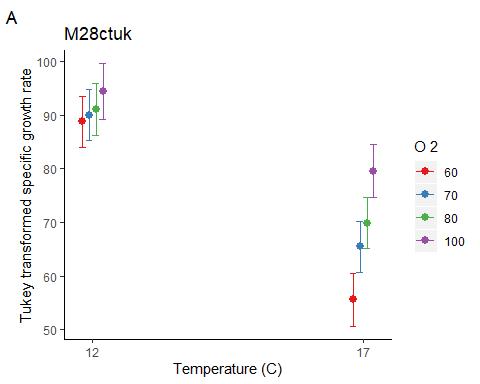 A
M28ctuk
Tukey transformed specific growth rate
100
90
80
70
60
50
12
17
Temperature (C)
O 2
60
70
80
100